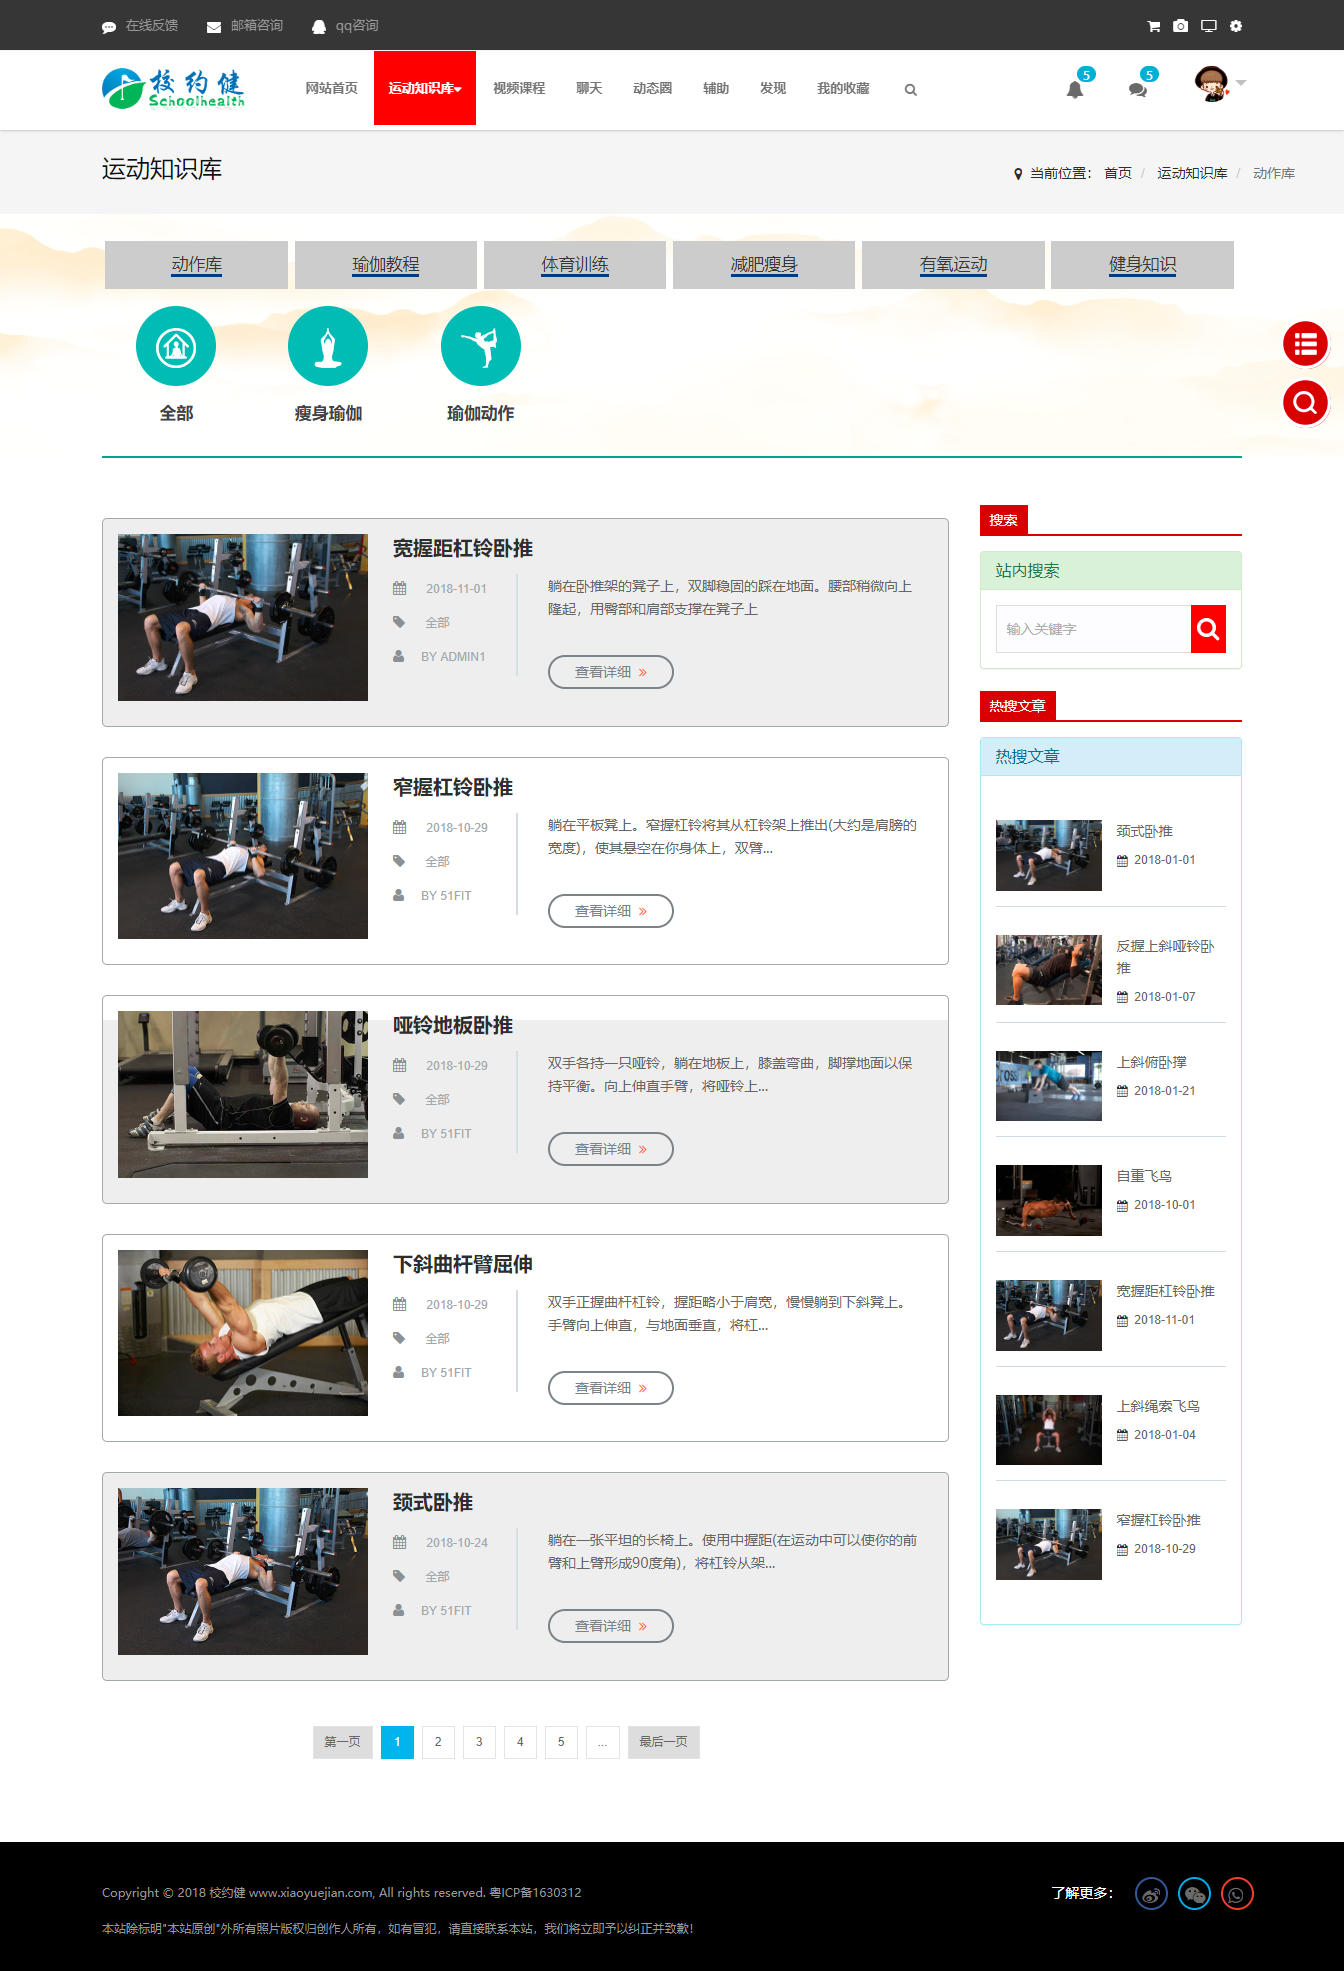 在线反馈 邮箱咨询 qq咨询
校约健
Schoolhealth
网站首页 运动知识库 视频课程 聊天 动态圈 辅助 发现 我的收藏
5 5
运动知识库
当前位置： 首页 / 运动知识库 / 动作库
动作库 瑜伽教程 体育训练 减肥瘦身 有氧运动 健身知识
全部 瘦身瑜伽 瑜伽动作
宽握距杠铃卧推
2018-11-01
全部
BY ADMIN1
躺在卧推架的凳子上，双脚稳固的踩在地面。腰部稍微向上
隆起，用臀部和肩部支撑在凳子上
查看详细 »
窄握杠铃卧推
2018-10-29
全部
BY 51FIT
躺在平板凳上。窄握杠铃将其从杠铃架上推出(大约是肩膀的
宽度)，使其悬空在你身体上，双臂...
查看详细 »
哑铃地板卧推
2018-10-29
全部
BY 51FIT
双手各持一只哑铃，躺在地板上，膝盖弯曲，脚撑地面以保
持平衡。向上伸直手臂，将哑铃上...
查看详细 »
下斜曲杆臂屈伸
2018-10-29
全部
BY 51FIT
双手正握曲杆杠铃，握距略小于肩宽，慢慢躺到下斜凳上。
手臂向上伸直，与地面垂直，将杠...
查看详细 »
颈式卧推
2018-10-24
全部
BY 51FIT
躺在一张平坦的长椅上。使用中握距(在运动中可以使你的前
臂和上臂形成90度角)，将杠铃从架...
查看详细 »
第一页 1 2 3 4 5 ... 最后一页
搜索
站内搜索
输入关键字
热搜文章
热搜文章
颈式卧推
2018-01-01
反握上斜哑铃卧
推
2018-01-07
上斜俯卧撑
2018-01-21
自重飞鸟
2018-10-01
宽握距杠铃卧推
2018-11-01
上斜绳索飞鸟
2018-01-04
窄握杠铃卧推
2018-10-29
Copyright © 2018 校约健 www.xiaoyuejian.com, All rights reserved. 粤ICP备1630312
本站除标明"本站原创"外所有照片版权归创作人所有，如有冒犯，请直接联系本站，我们将立即予以纠正并致歉！
了解更多：